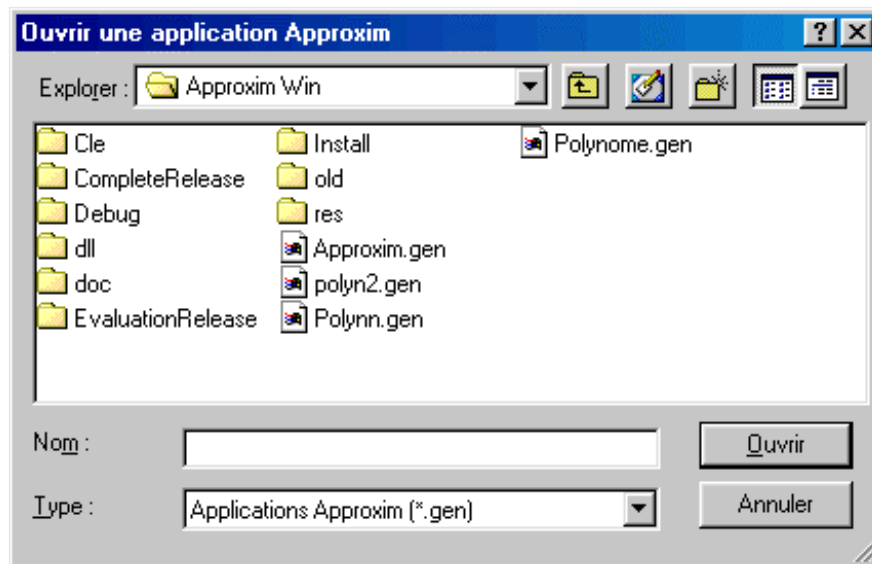 Ouvrir une application Approxim
Explorer : Approxim Win
Cle Install Polynome.gen
CompleteRelease old
Debug res
dll Approxim.gen
doc polyn2.gen
EvaluationRelease Polynn.gen
Nom :
Ouvrir
Type : Applications Approxim (*.gen)
Annuler